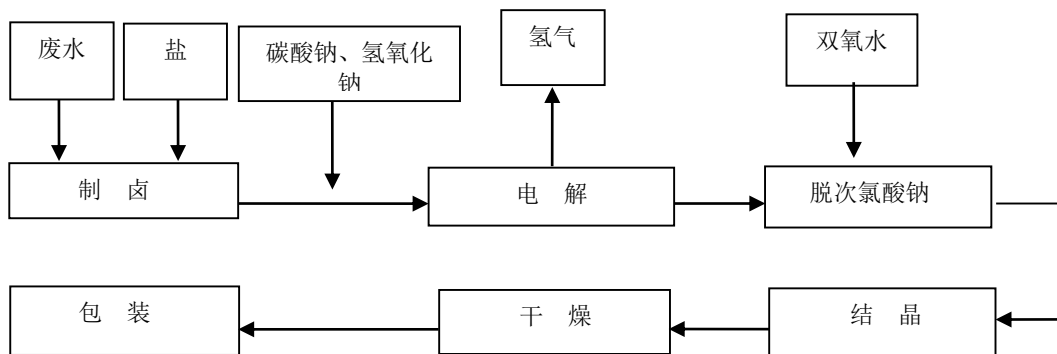 废水
盐
碳酸钠、氢氧化
钠
氢气
双氧水
制 卤
电 解
脱次氯酸钠
包 装
干 燥
结 晶